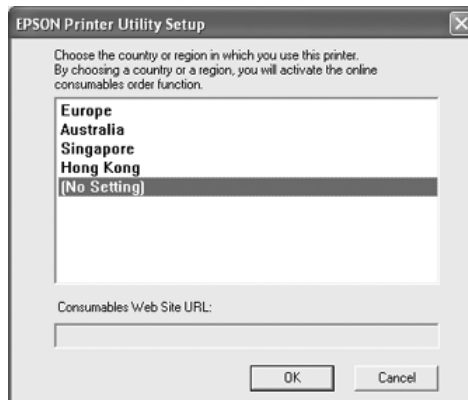 EPSON Printer Utility Setup
Choose the country or region in which you use this printer.
By choosing a country or a region, you will activate the online
consumables order function.
Europe
Australia
Singapore
Hong Kong
(No Setting)
Consumables Web Site URL:
OK Cancel